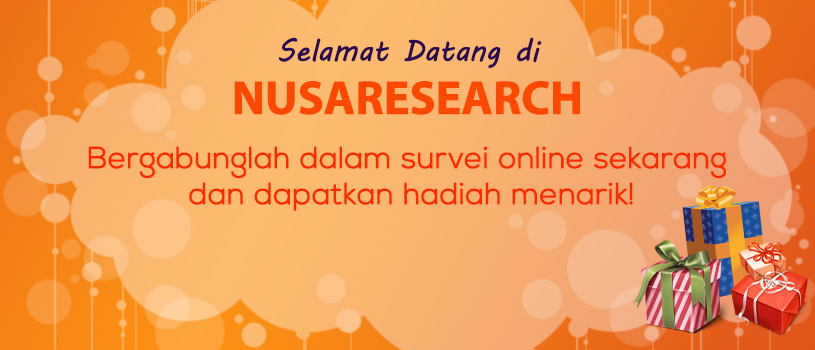 Selamat Datang di
NUSARESEARCH
Bergabunglah dalam survei online sekarang
dan dapatkan hadiah menarik!